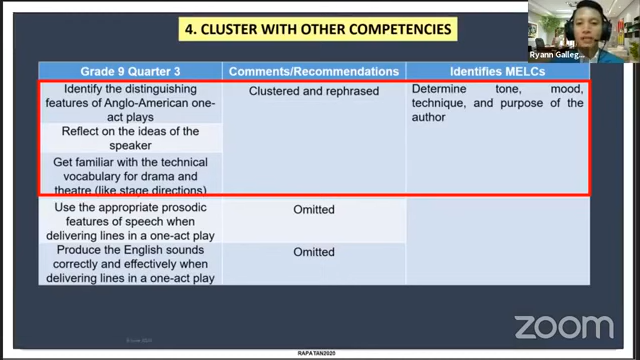 4. CLUSTER WITH OTHER COMPETENCIES
Ryann Galleg...
Grade 9 Quarter 3
Comments/Recommendations
Identifies MELCs
Identify the distinguishing
features of Anglo-American one-
act plays
Clustered and rephrased
Determine tone, mood,
technique, and purpose of the
author
Reflect on the ideas of the
speaker
Get familiar with the technical
vocabulary for drama and
theatre (like stage directions)
Use the appropriate prosodic
features of speech when
delivering lines in a one-act play
Omitted
Produce the English sounds
correctly and effectively when
delivering lines in a one-act play
Omitted
zoom
RAPATAN2020